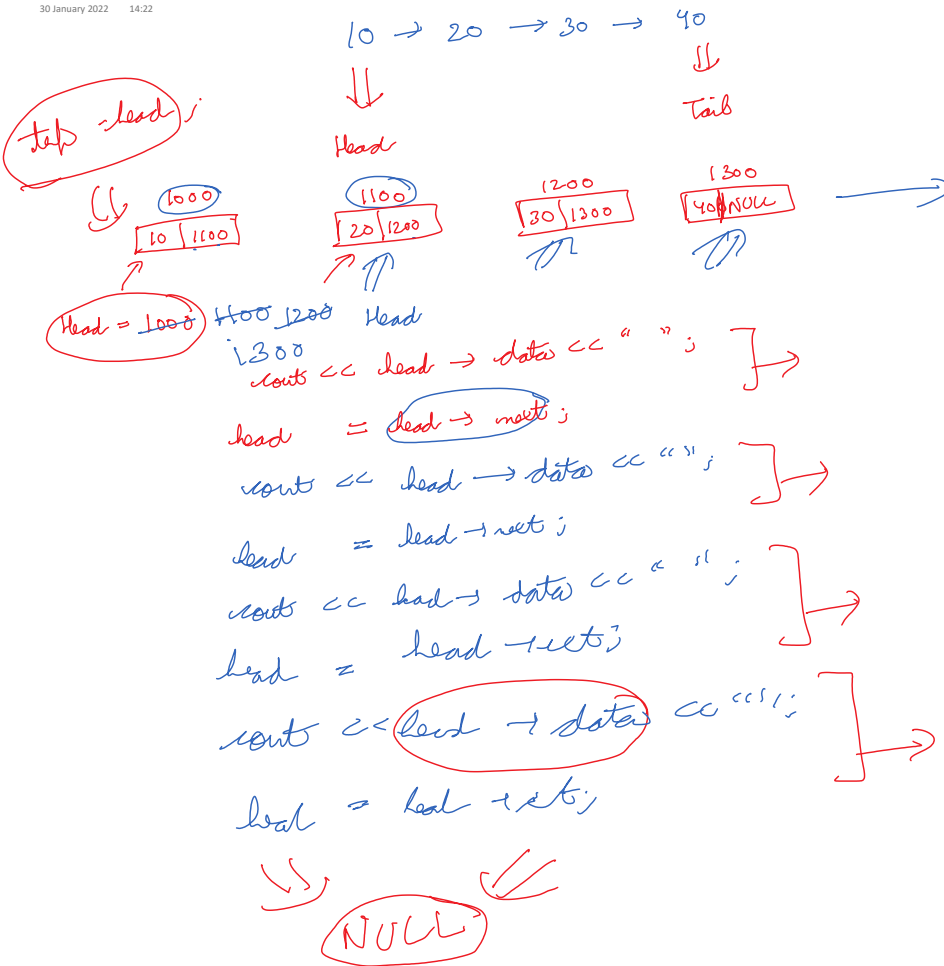 30 January 2022 14:22
10 → 20 → 30 → 40
Head
Tail
temp = head;
1000
1100
1200
1300
10 | 1100
20 | 1200
30 | 1300
40 | NULL
Head = 1000 1100 1200 Head
1300
cout << head → data << " ";
head = head → next;
cout << head → data << " ";
head = head → next;
cout << head → data << " ";
head = head → next;
cout << head → data << " ";
head = head → next;
NULL